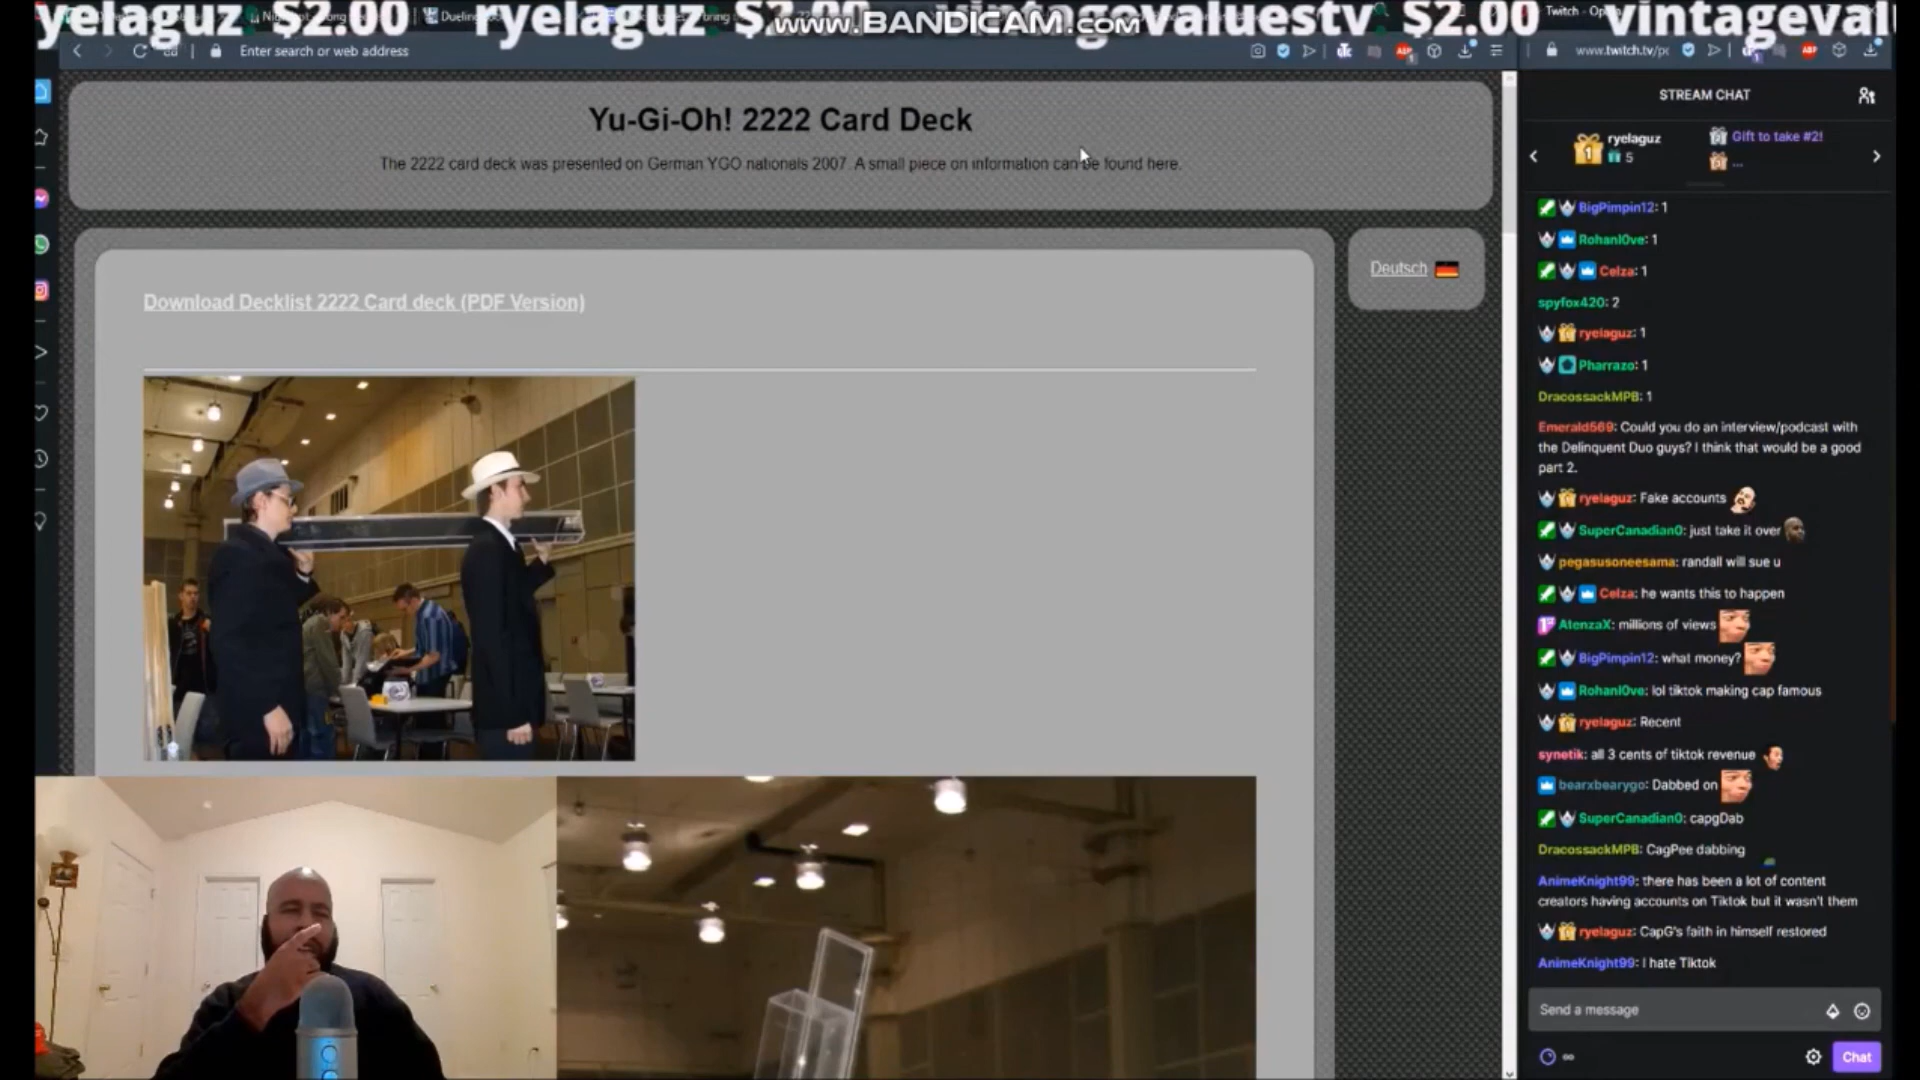 yelaguz $2.00 ryelaguz vintagevaluestv $2.00 vintageval
www.BANDICAM.com
Twitch - Ope
Enter search or web address
www.twitch.tv/p
Yu-Gi-Oh! 2222 Card Deck
The 2222 card deck was presented on German YGO nationals 2007. A small piece on information can be found here.
Deutsch
Download Decklist 2222 Card deck (PDF Version)
STREAM CHAT
ryelaguz
5
Gift to take #2!
...
BigPimpin12: 1
Rohanl0ve: 1
Celza: 1
spyfox420: 2
ryelaguz: 1
Pharrazo: 1
DracossackMPB: 1
Emerald569: Could you do an interview/podcast with
the Delinquent Duo guys? I think that would be a good
part 2.
ryelaguz: Fake accounts
SuperCanadian0: just take it over
pegasusoneesama: randall will sue u
Celza: he wants this to happen
AtenzaX: millions of views
BigPimpin12: what money?
Rohanl0ve: lol tiktok making cap famous
ryelaguz: Recent
synetik: all 3 cents of tiktok revenue
bearxbearygo: Dabbed on
SuperCanadian0: capgDab
DracossackMPB: CagPee dabbing
AnimeKnight99: there has been a lot of content
creators having accounts on Tiktok but it wasn't them
ryelaguz: CapG's faith in himself restored
AnimeKnight99: I hate Tiktok
Send a message
Chat